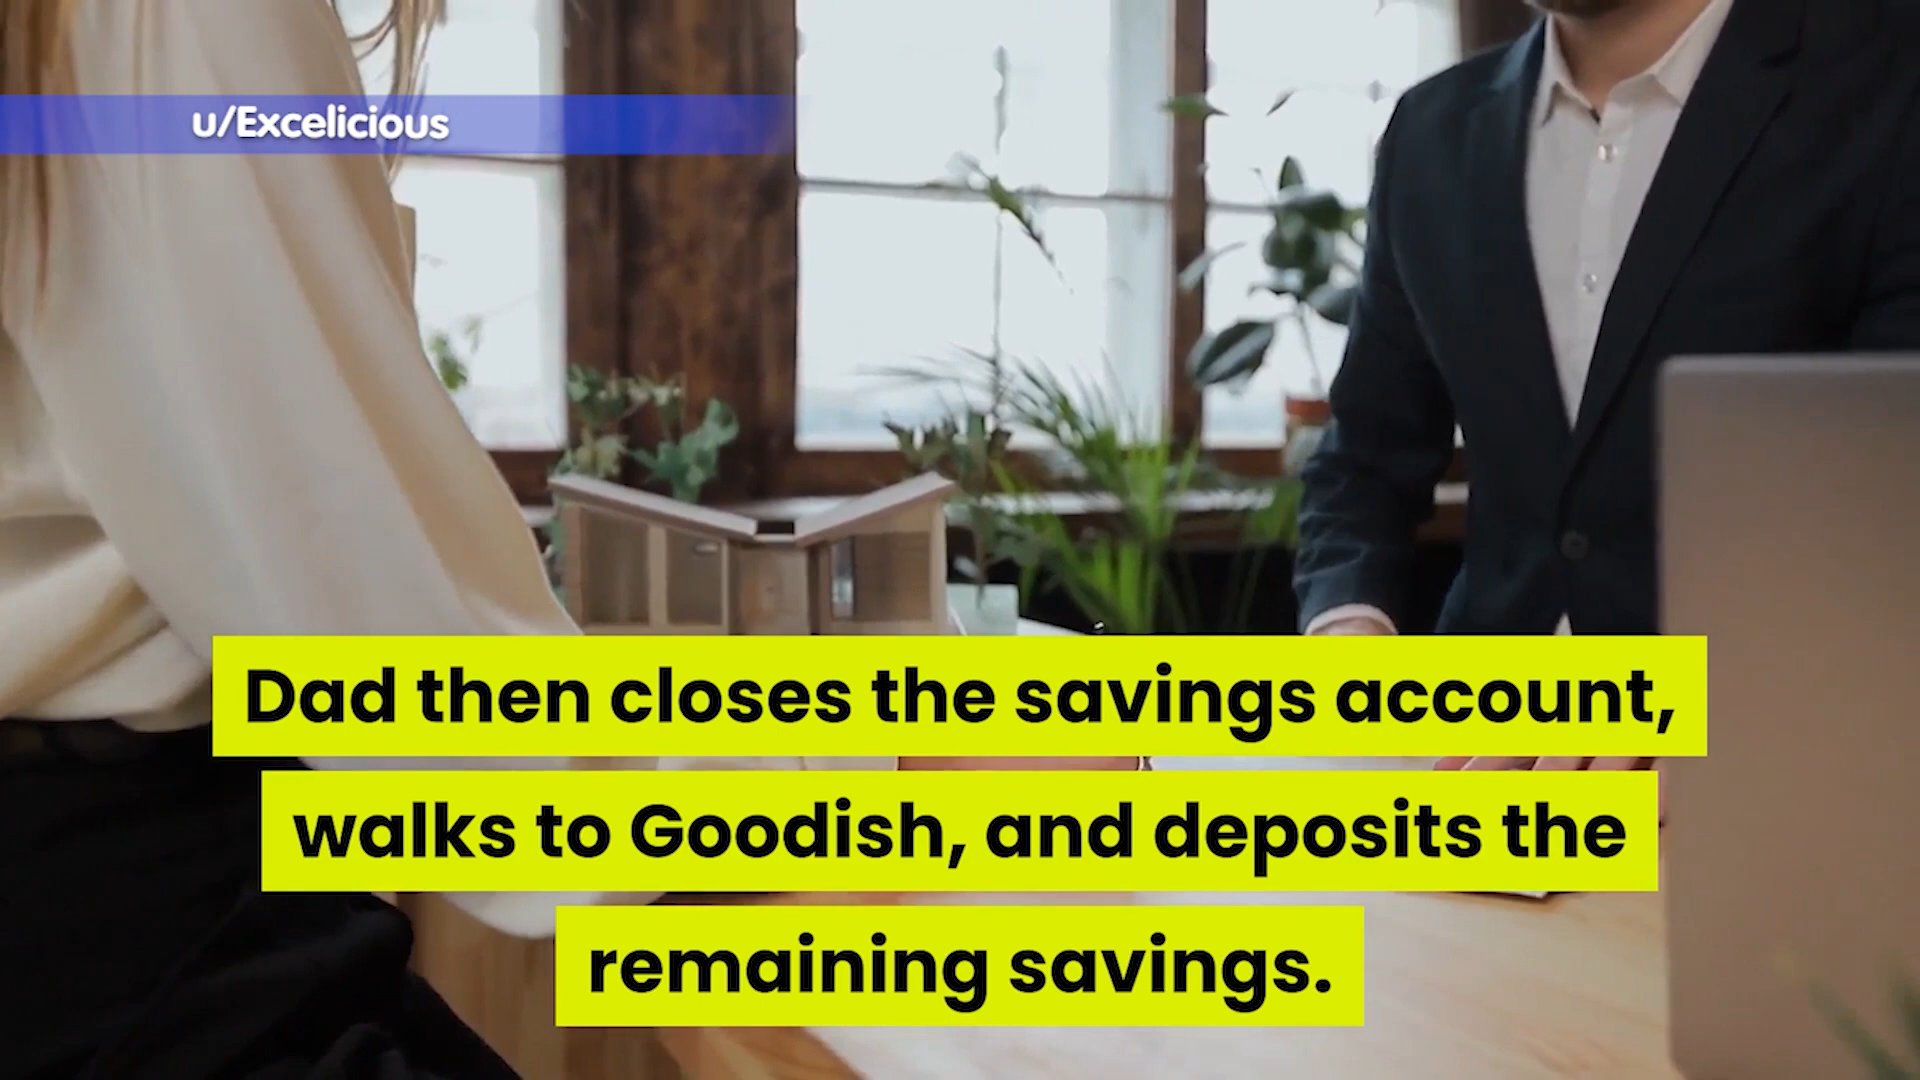 u/Excelicious
Dad then closes the savings account,
walks to Goodish, and deposits the
remaining savings.